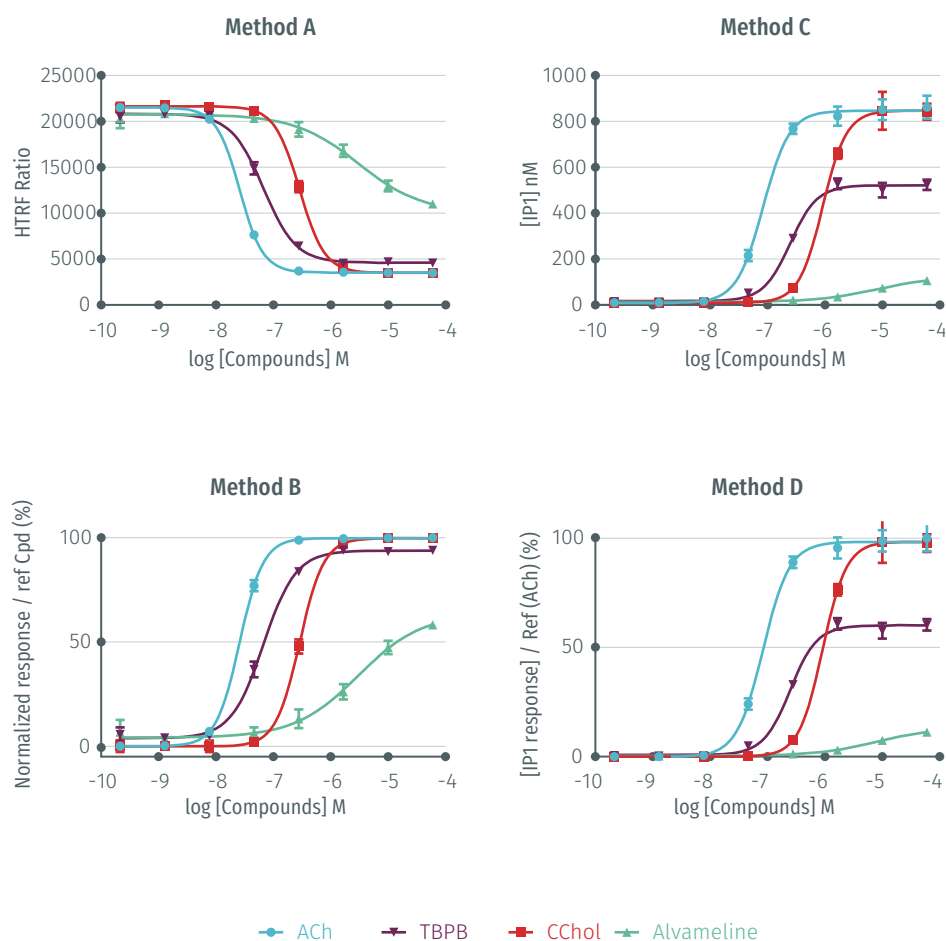 Method A
25000
20000
15000
10000
5000
0
HTRF Ratio
-10 -9 -8 -7 -6 -5 -4
log [Compounds] M
Method C
1000
800
600
400
200
0
[IP1] nM
-10 -9 -8 -7 -6 -5 -4
log [Compounds] M
Method B
100
50
0
Normalized response / ref Cpd (%)
-10 -9 -8 -7 -6 -5 -4
log [Compounds] M
Method D
100
50
0
[IP1 response] / Ref (ACh) (%)
-10 -9 -8 -7 -6 -5 -4
log [Compounds] M
ACh TBPB CChol Alvameline